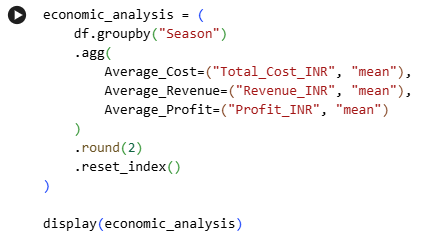 economic_analysis = (
    df.groupby("Season")
    .agg(
        Average_Cost=("Total_Cost_INR", "mean"),
        Average_Revenue=("Revenue_INR", "mean"),
        Average_Profit=("Profit_INR", "mean")
    )
    .round(2)
    .reset_index()
)

display(economic_analysis)